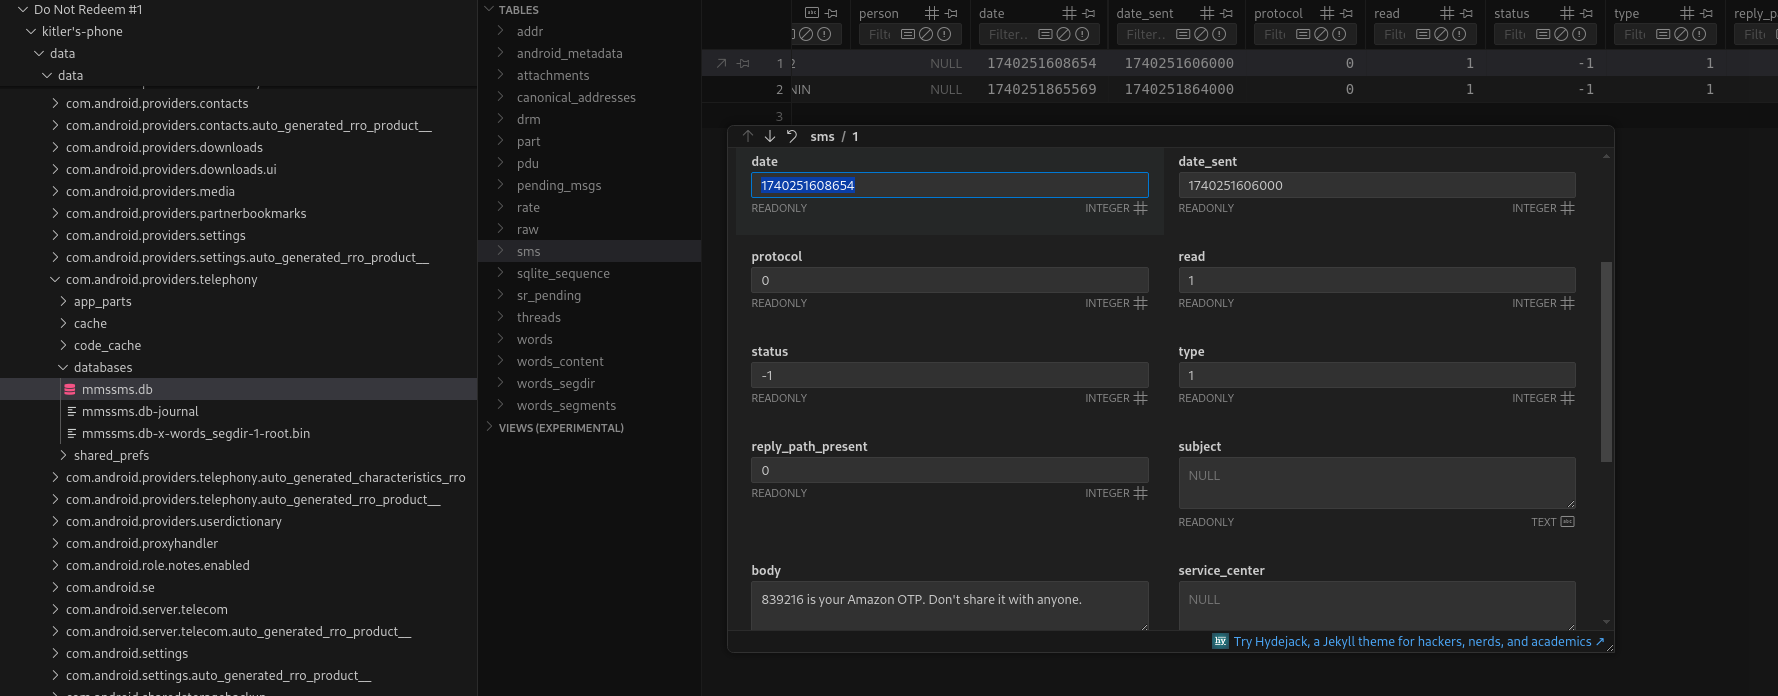 Do Not Redeem #1
kitler's-phone
data
data
com.android.providers.contacts
com.android.providers.contacts.auto_generated_rro_product__
com.android.providers.downloads
com.android.providers.downloads.ui
com.android.providers.media
com.android.providers.partnerbookmarks
com.android.providers.settings
com.android.providers.settings.auto_generated_rro_product__
com.android.providers.telephony
app_parts
cache
code_cache
databases
mmssms.db
mmssms.db-journal
mmssms.db-x-words_segdir-1-root.bin
shared_prefs
com.android.providers.telephony.auto_generated_characteristics_rro
com.android.providers.telephony.auto_generated_rro_product__
com.android.providers.userdictionary
com.android.proxyhandler
com.android.role.notes.enabled
com.android.se
com.android.server.telecom
com.android.server.telecom.auto_generated_rro_product__
com.android.settings
com.android.settings.auto_generated_rro_product__
TABLES
addr
android_metadata
attachments
canonical_addresses
drm
part
pdu
pending_msgs
rate
raw
sms
sqlite_sequence
sr_pending
threads
words
words_content
words_segdir
words_segments
VIEWS (EXPERIMENTAL)
person date date_sent protocol read status type reply_p
Filte Filter... Filter... Filte Filte Filte Filte Filte
1 2 NULL 1740251608654 1740251606000 0 1 -1 1
2 NIN NULL 1740251865569 1740251864000 0 1 -1 1
3
sms / 1
date date_sent
1740251608654 1740251606000
READONLY INTEGER READONLY INTEGER
protocol read
0 1
READONLY INTEGER READONLY INTEGER
status type
-1 1
READONLY INTEGER READONLY INTEGER
reply_path_present subject
0 NULL
READONLY INTEGER
READONLY TEXT
body service_center
839216 is your Amazon OTP. Don't share it with anyone. NULL
Try Hydejack, a Jekyll theme for hackers, nerds, and academics ↗